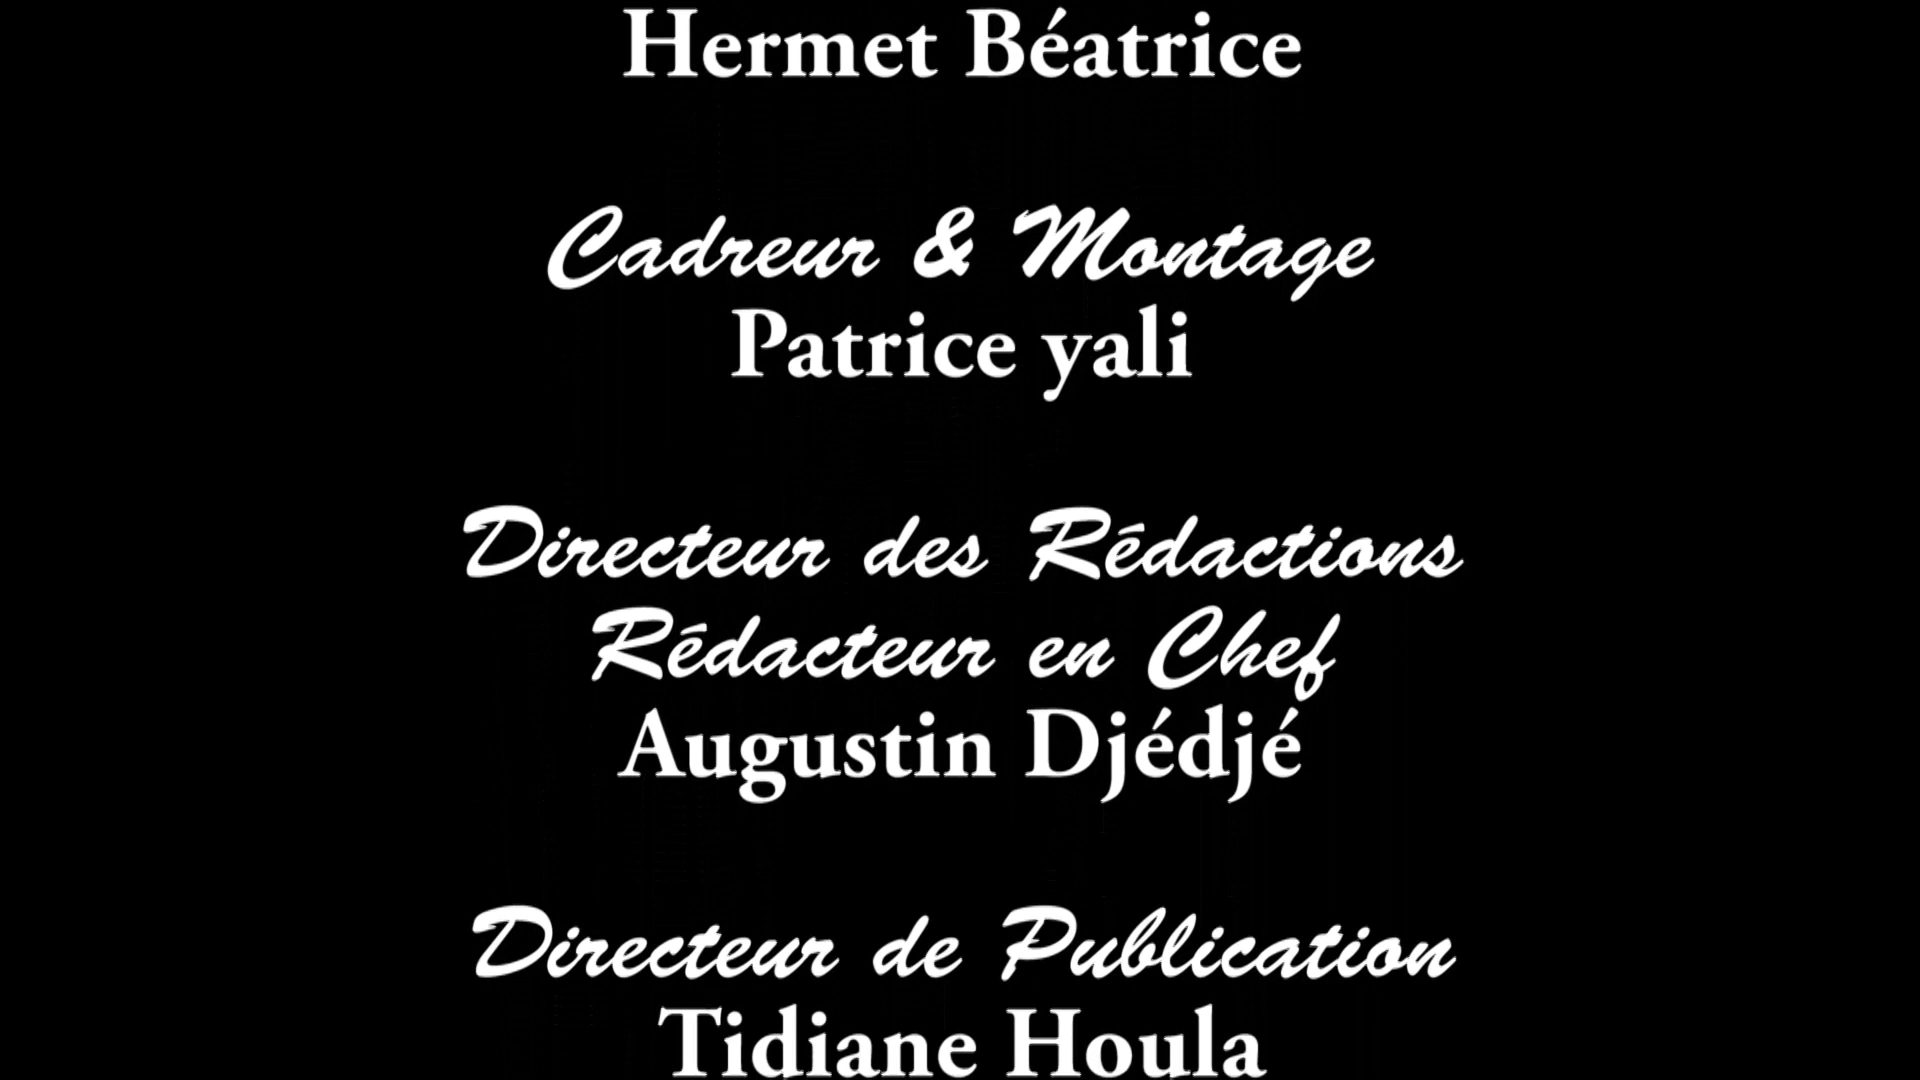 Hermet Béatrice
Cadreur & Montage
Patrice yali
Directeur des Rédactions
Rédacteur en Chef
Augustin Djédjé
Directeur de Publication
Tidiane Houla